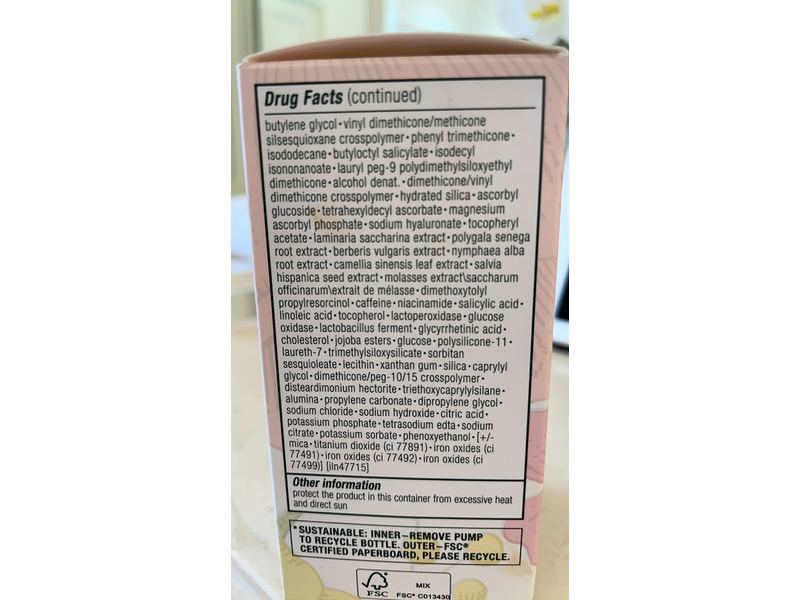 Drug Facts (continued)
butylene glycol•vinyl dimethicone/methicone
silsesquioxane crosspolymer•phenyl trimethicone•
isododecane•butyloctyl salicylate•isodecyl
isononanoate•lauryl peg-9 polydimethylsiloxyethyl
dimethicone•alcohol denat.•dimethicone/vinyl
dimethicone crosspolymer•hydrated silica•ascorbyl
glucoside•tetrahexyldecyl ascorbate•magnesium
ascorbyl phosphate•sodium hyaluronate•tocopheryl
acetate•laminaria saccharina extract•polygala senega
root extract•berberis vulgaris extract•nymphaea alba
root extract•camellia sinensis leaf extract•salvia
hispanica seed extract•molasses extract\saccharum
officinarum\extrait de mélasse•dimethoxytolyl
propylresorcinol•caffeine•niacinamide•salicylic acid•
linoleic acid•tocopherol•lactoperoxidase•glucose
oxidase•lactobacillus ferment•glycyrrhetinic acid•
cholesterol•jojoba esters•glucose•polysilicone-11•
laureth-7•trimethylsiloxysilicate•sorbitan
sesquioleate•lecithin•xanthan gum•silica•caprylyl
glycol•dimethicone/peg-10/15 crosspolymer•
disteardimonium hectorite•triethoxycaprylylsilane•
alumina•propylene carbonate•dipropylene glycol•
sodium chloride•sodium hydroxide•citric acid•
potassium phosphate•tetrasodium edta•sodium
citrate•potassium sorbate•phenoxyethanol•[+/-
mica•titanium dioxide (ci 77891)•iron oxides (ci
77491)•iron oxides (ci 77492)•iron oxides (ci
77499)] [iln47715]
Other information
protect the product in this container from excessive heat
and direct sun
*SUSTAINABLE: INNER–REMOVE PUMP
TO RECYCLE BOTTLE. OUTER–FSC®
CERTIFIED PAPERBOARD, PLEASE RECYCLE.
FSC MIX
FSC® C013430